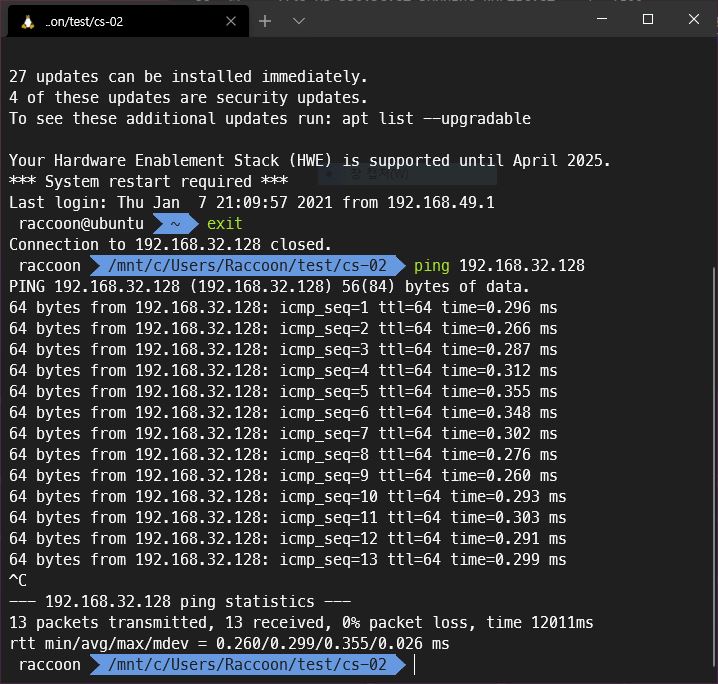 ..on/test/cs-02
27 updates can be installed immediately.
4 of these updates are security updates.
To see these additional updates run: apt list --upgradable
Your Hardware Enablement Stack (HWE) is supported until April 2025.
*** System restart required ***
Last login: Thu Jan  7 21:09:57 2021 from 192.168.49.1
raccoon@ubuntu ~ exit
Connection to 192.168.32.128 closed.
raccoon /mnt/c/Users/Raccoon/test/cs-02 ping 192.168.32.128
PING 192.168.32.128 (192.168.32.128) 56(84) bytes of data.
64 bytes from 192.168.32.128: icmp_seq=1 ttl=64 time=0.296 ms
64 bytes from 192.168.32.128: icmp_seq=2 ttl=64 time=0.266 ms
64 bytes from 192.168.32.128: icmp_seq=3 ttl=64 time=0.287 ms
64 bytes from 192.168.32.128: icmp_seq=4 ttl=64 time=0.312 ms
64 bytes from 192.168.32.128: icmp_seq=5 ttl=64 time=0.355 ms
64 bytes from 192.168.32.128: icmp_seq=6 ttl=64 time=0.348 ms
64 bytes from 192.168.32.128: icmp_seq=7 ttl=64 time=0.302 ms
64 bytes from 192.168.32.128: icmp_seq=8 ttl=64 time=0.276 ms
64 bytes from 192.168.32.128: icmp_seq=9 ttl=64 time=0.260 ms
64 bytes from 192.168.32.128: icmp_seq=10 ttl=64 time=0.293 ms
64 bytes from 192.168.32.128: icmp_seq=11 ttl=64 time=0.303 ms
64 bytes from 192.168.32.128: icmp_seq=12 ttl=64 time=0.291 ms
64 bytes from 192.168.32.128: icmp_seq=13 ttl=64 time=0.299 ms
^C
--- 192.168.32.128 ping statistics ---
13 packets transmitted, 13 received, 0% packet loss, time 12011ms
rtt min/avg/max/mdev = 0.260/0.299/0.355/0.026 ms
raccoon /mnt/c/Users/Raccoon/test/cs-02